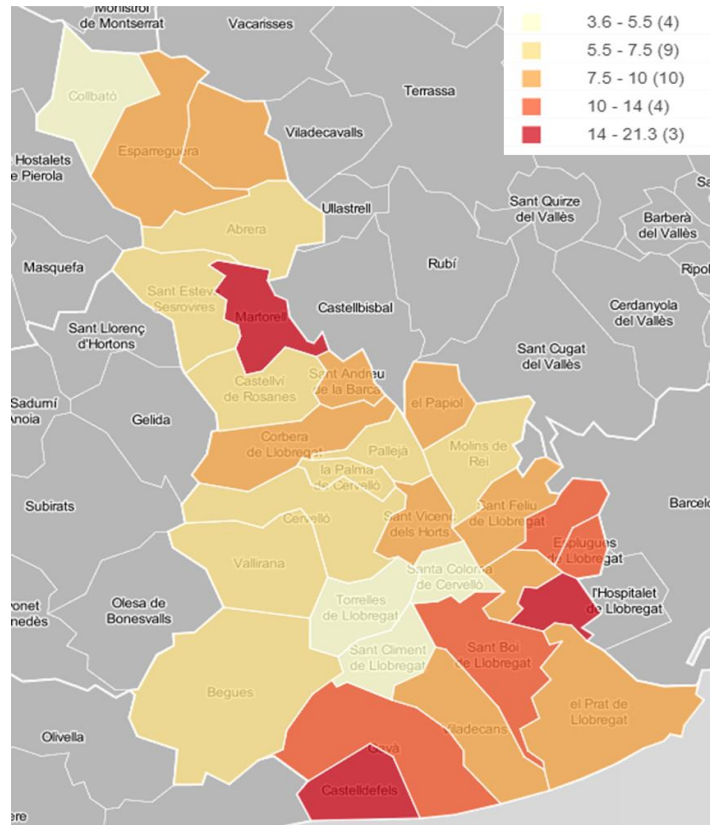 Monistrol
de Montserrat
Vacarisses
3.6 - 5.5 (4)
5.5 - 7.5 (9)
7.5 - 10 (10)
10 - 14 (4)
14 - 21.3 (3)
Collbató
Terrassa
Viladecavalls
Esparreguera
Hostalets
de Pierola
Ullastrell
Sant Quirze
del Vallès
Barberà
del Vallès
Abrera
Masquefa
Rubí
Ripol
Sant Esteve
Sesrovires
Castellbisbal
Cerdanyola
del Vallès
Martorell
Sant Llorenç
d'Hortons
Sant Cugat
del Vallès
Castellví
de Rosanes
Sant Andreu
de la Barca
Sadurní
Anoia
Gelida
el Papiol
Corbera
de Llobregat
Pallejà
Molins de
Rei
la Palma
de Cervelló
Subirats
Sant Vicenç
dels Horts
Sant Feliu
de Llobregat
Barcelo
Cervelló
Esplugues
de Llobregat
Vallirana
Santa Coloma
de Cervelló
Olesa de
Bonesvalls
Torrelles
de Llobregat
l'Hospitalet
de Llobregat
Sant Climent
de Llobregat
Sant Boi
de Llobregat
Begues
el Prat de
Llobregat
Olivella
Gavà
Viladecans
Castelldefels